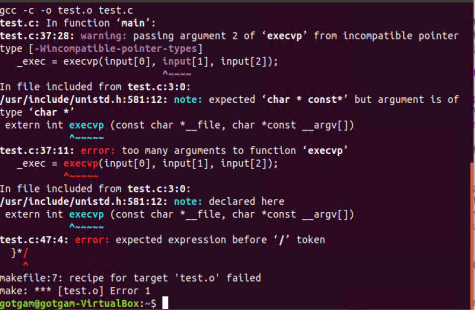 gcc -c -o test.o test.c
test.c: In function ‘main’:
test.c:37:28: warning: passing argument 2 of ‘execvp’ from incompatible pointer
type [-Wincompatible-pointer-types]
_exec = execvp(input[0], input[1], input[2]);
^~~~~
In file included from test.c:3:0:
/usr/include/unistd.h:581:12: note: expected ‘char * const*’ but argument is of
type ‘char *’
extern int execvp (const char *__file, char *const __argv[])
^~~~~~
test.c:37:11: error: too many arguments to function ‘execvp’
_exec = execvp(input[0], input[1], input[2]);
^~~~~~
In file included from test.c:3:0:
/usr/include/unistd.h:581:12: note: declared here
extern int execvp (const char *__file, char *const __argv[])
^~~~~~
test.c:47:4: error: expected expression before ‘/’ token
}*/
^
makefile:7: recipe for target 'test.o' failed
make: *** [test.o] Error 1
gotgam@gotgam-VirtualBox:~$